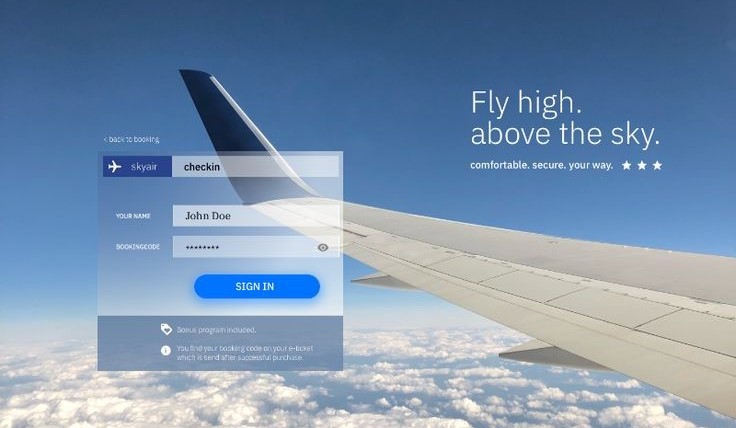 Fly high.
above the sky.
comfortable. secure. your way.
< back to booking
skyair
checkin
YOUR NAME
John Doe
BOOKINGCODE
********
SIGN IN
Bonus program included.
You find your booking code on your e-ticket
which is send after successful purchase.